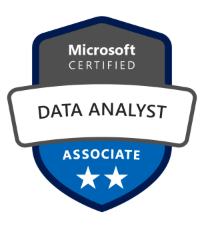 Microsoft
CERTIFIED
DATA ANALYST
ASSOCIATE